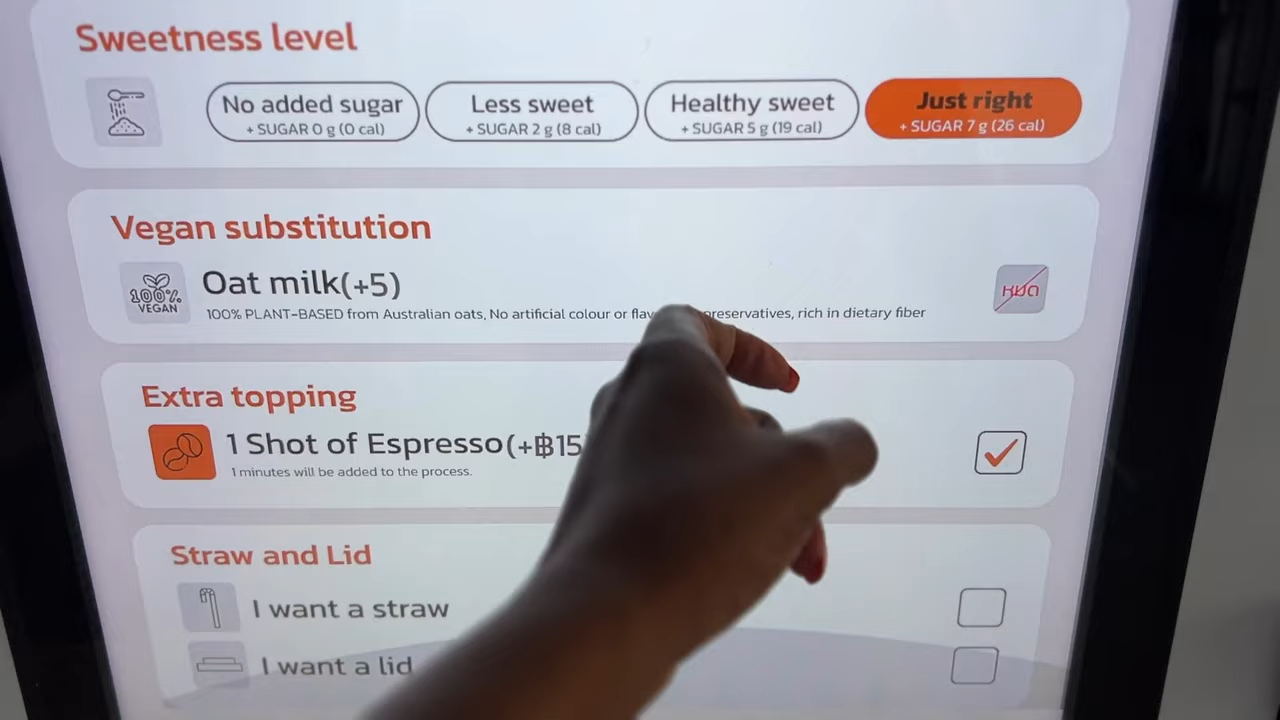 Sweetness level
No added sugar
+ SUGAR 0 g (0 cal)
Less sweet
+ SUGAR 2 g (8 cal)
Healthy sweet
+ SUGAR 5 g (19 cal)
Just right
+ SUGAR 7 g (26 cal)
Vegan substitution
100%
VEGAN
Oat milk(+5)
100% PLANT-BASED from Australian oats, No artificial colour or preservatives, rich in dietary fiber
หมด
Extra topping
1 Shot of Espresso(+฿15
1 minutes will be added to the process.
Straw and Lid
I want a straw
I want a lid